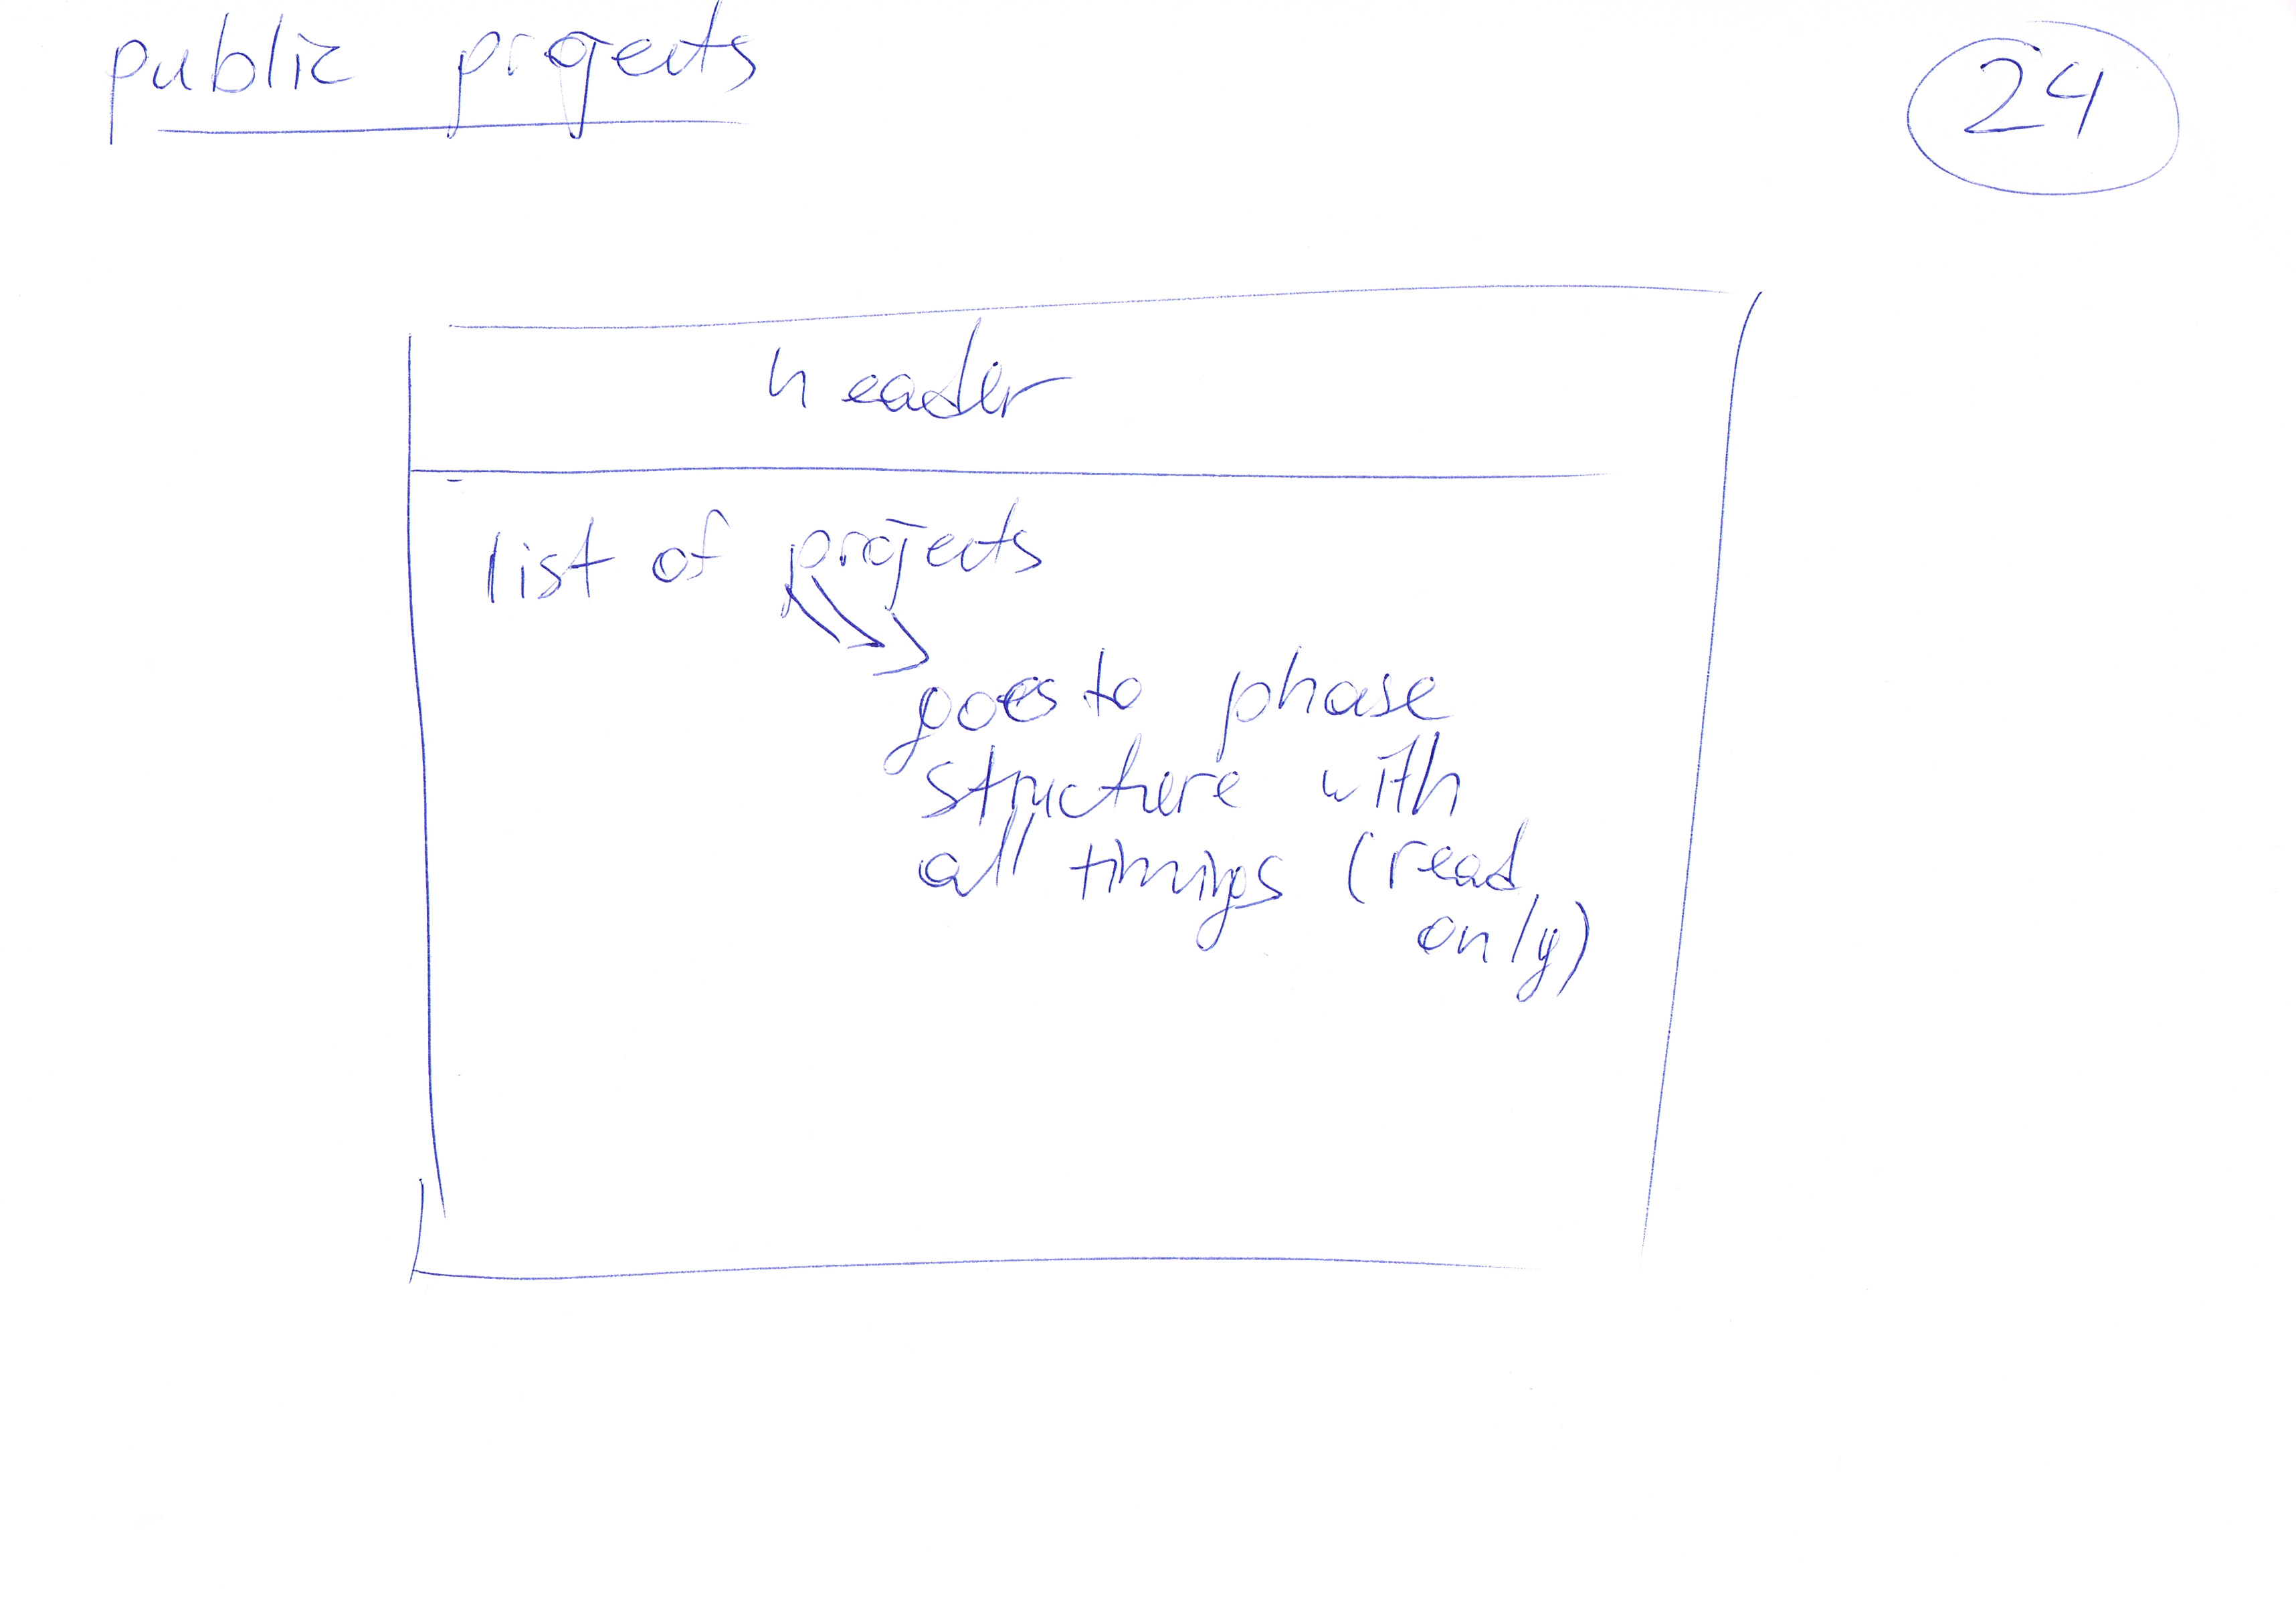 public projects
24
header
list of projects
goes to phase
structure with
all timings (read
only)